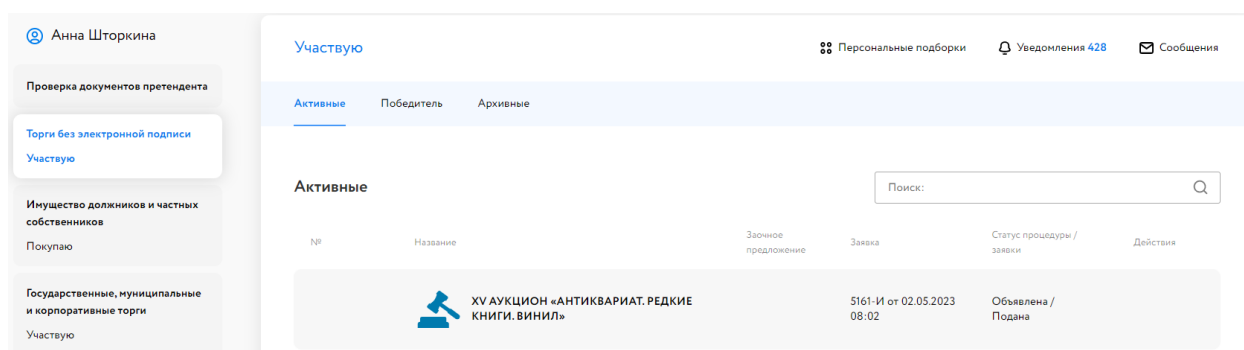 Анна Шторкина
Проверка документов претендента
Торги без электронной подписи
Участвую
Имущество должников и частных
собственников
Покупаю
Государственные, муниципальные
и корпоративные торги
Участвую
Участвую
Персональные подборки
Уведомления 428
Сообщения
Активные Победитель Архивные
Активные
Поиск:
№
Название
Заочное
предложение
Заявка
Статус процедуры /
заявки
Действия
XV АУКЦИОН «АНТИКВАРИАТ. РЕДКИЕ
КНИГИ. ВИНИЛ»
5161-И от 02.05.2023
08:02
Объявлена /
Подана